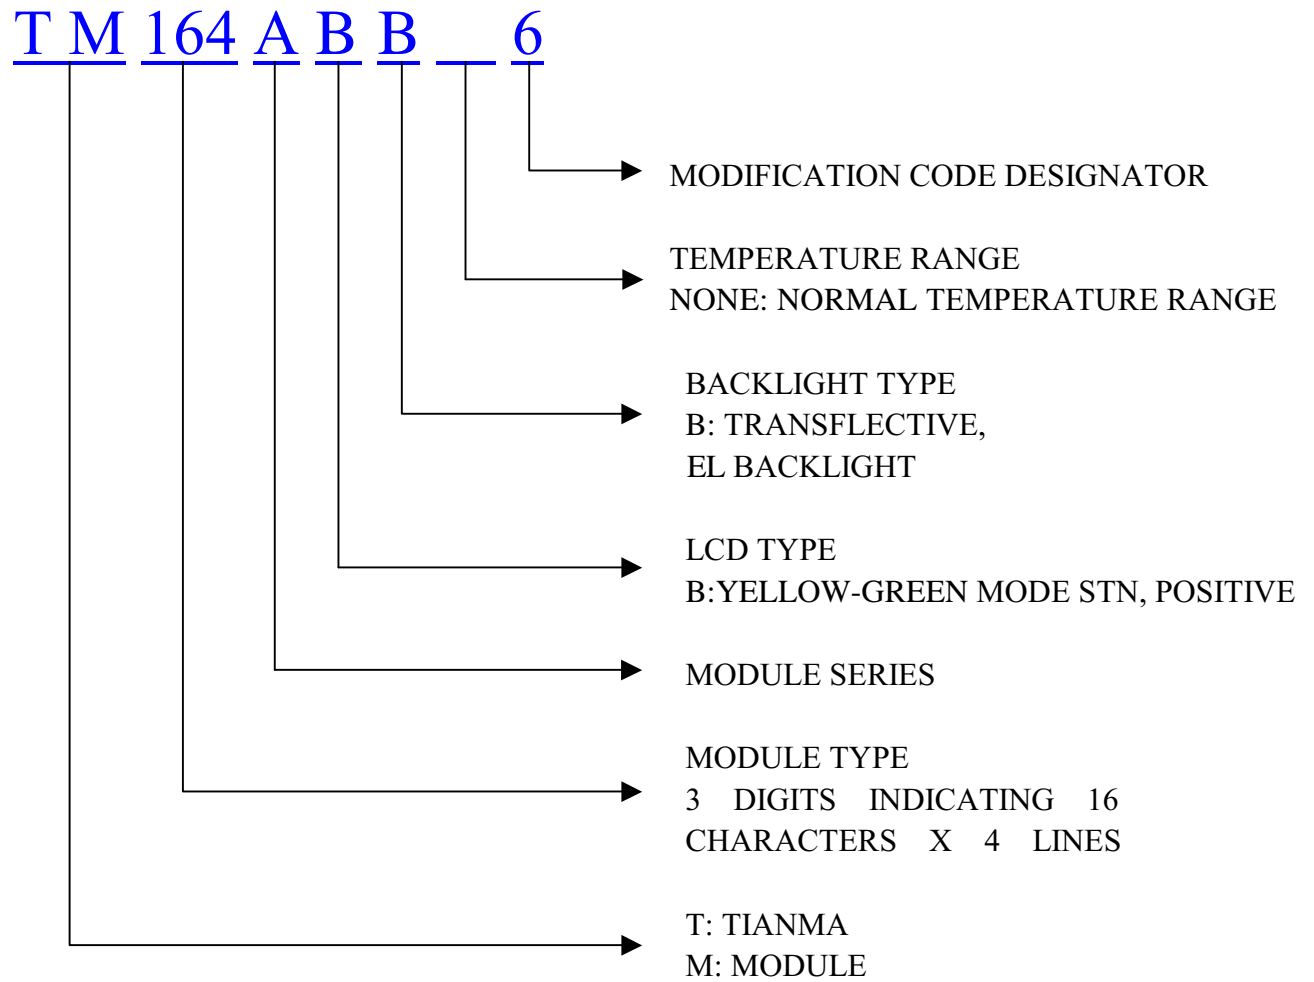 T M 164 A B B 6
MODIFICATION CODE DESIGNATOR
TEMPERATURE RANGE
NONE: NORMAL TEMPERATURE RANGE
BACKLIGHT TYPE
B: TRANSFLECTIVE,
EL BACKLIGHT
LCD TYPE
B:YELLOW-GREEN MODE STN, POSITIVE
MODULE SERIES
MODULE TYPE
3 DIGITS INDICATING 16
CHARACTERS X 4 LINES
T: TIANMA
M: MODULE